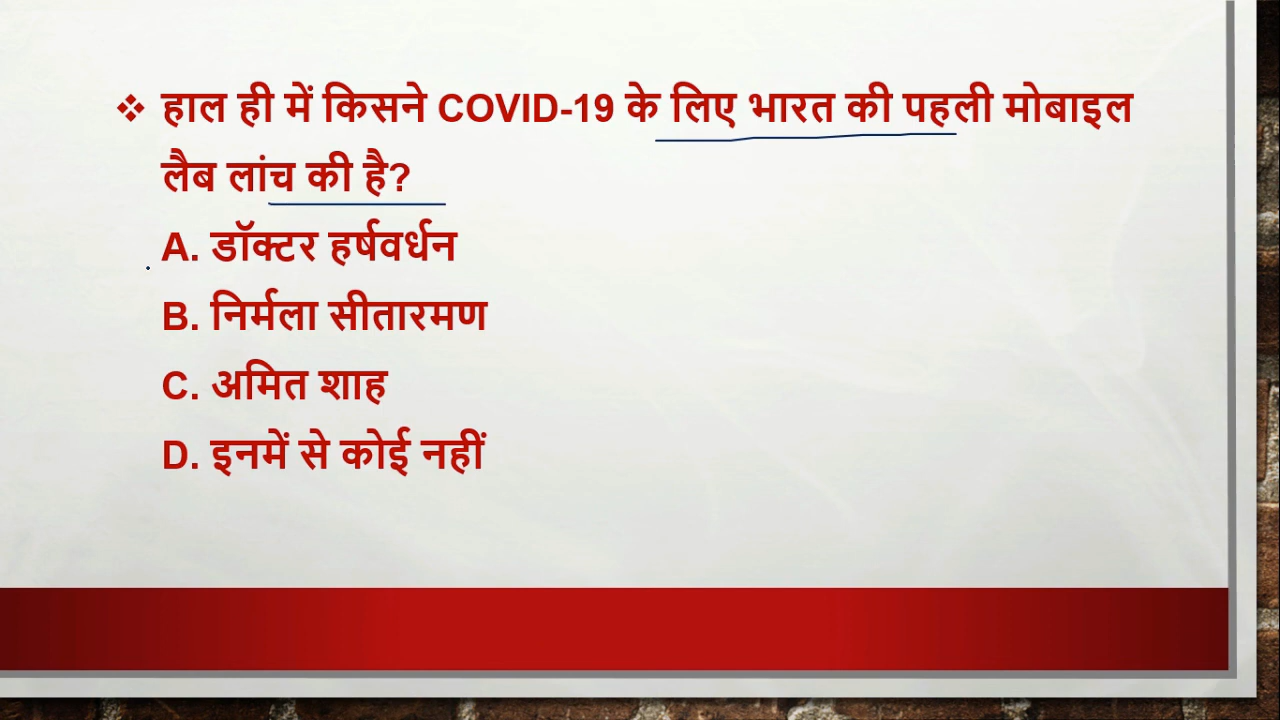 ❖ हाल ही में किसने COVID-19 के लिए भारत की पहली मोबाइल
लैब लांच की है?
A. डॉक्टर हर्षवर्धन
B. निर्मला सीतारमण
C. अमित शाह
D. इनमें से कोई नहीं